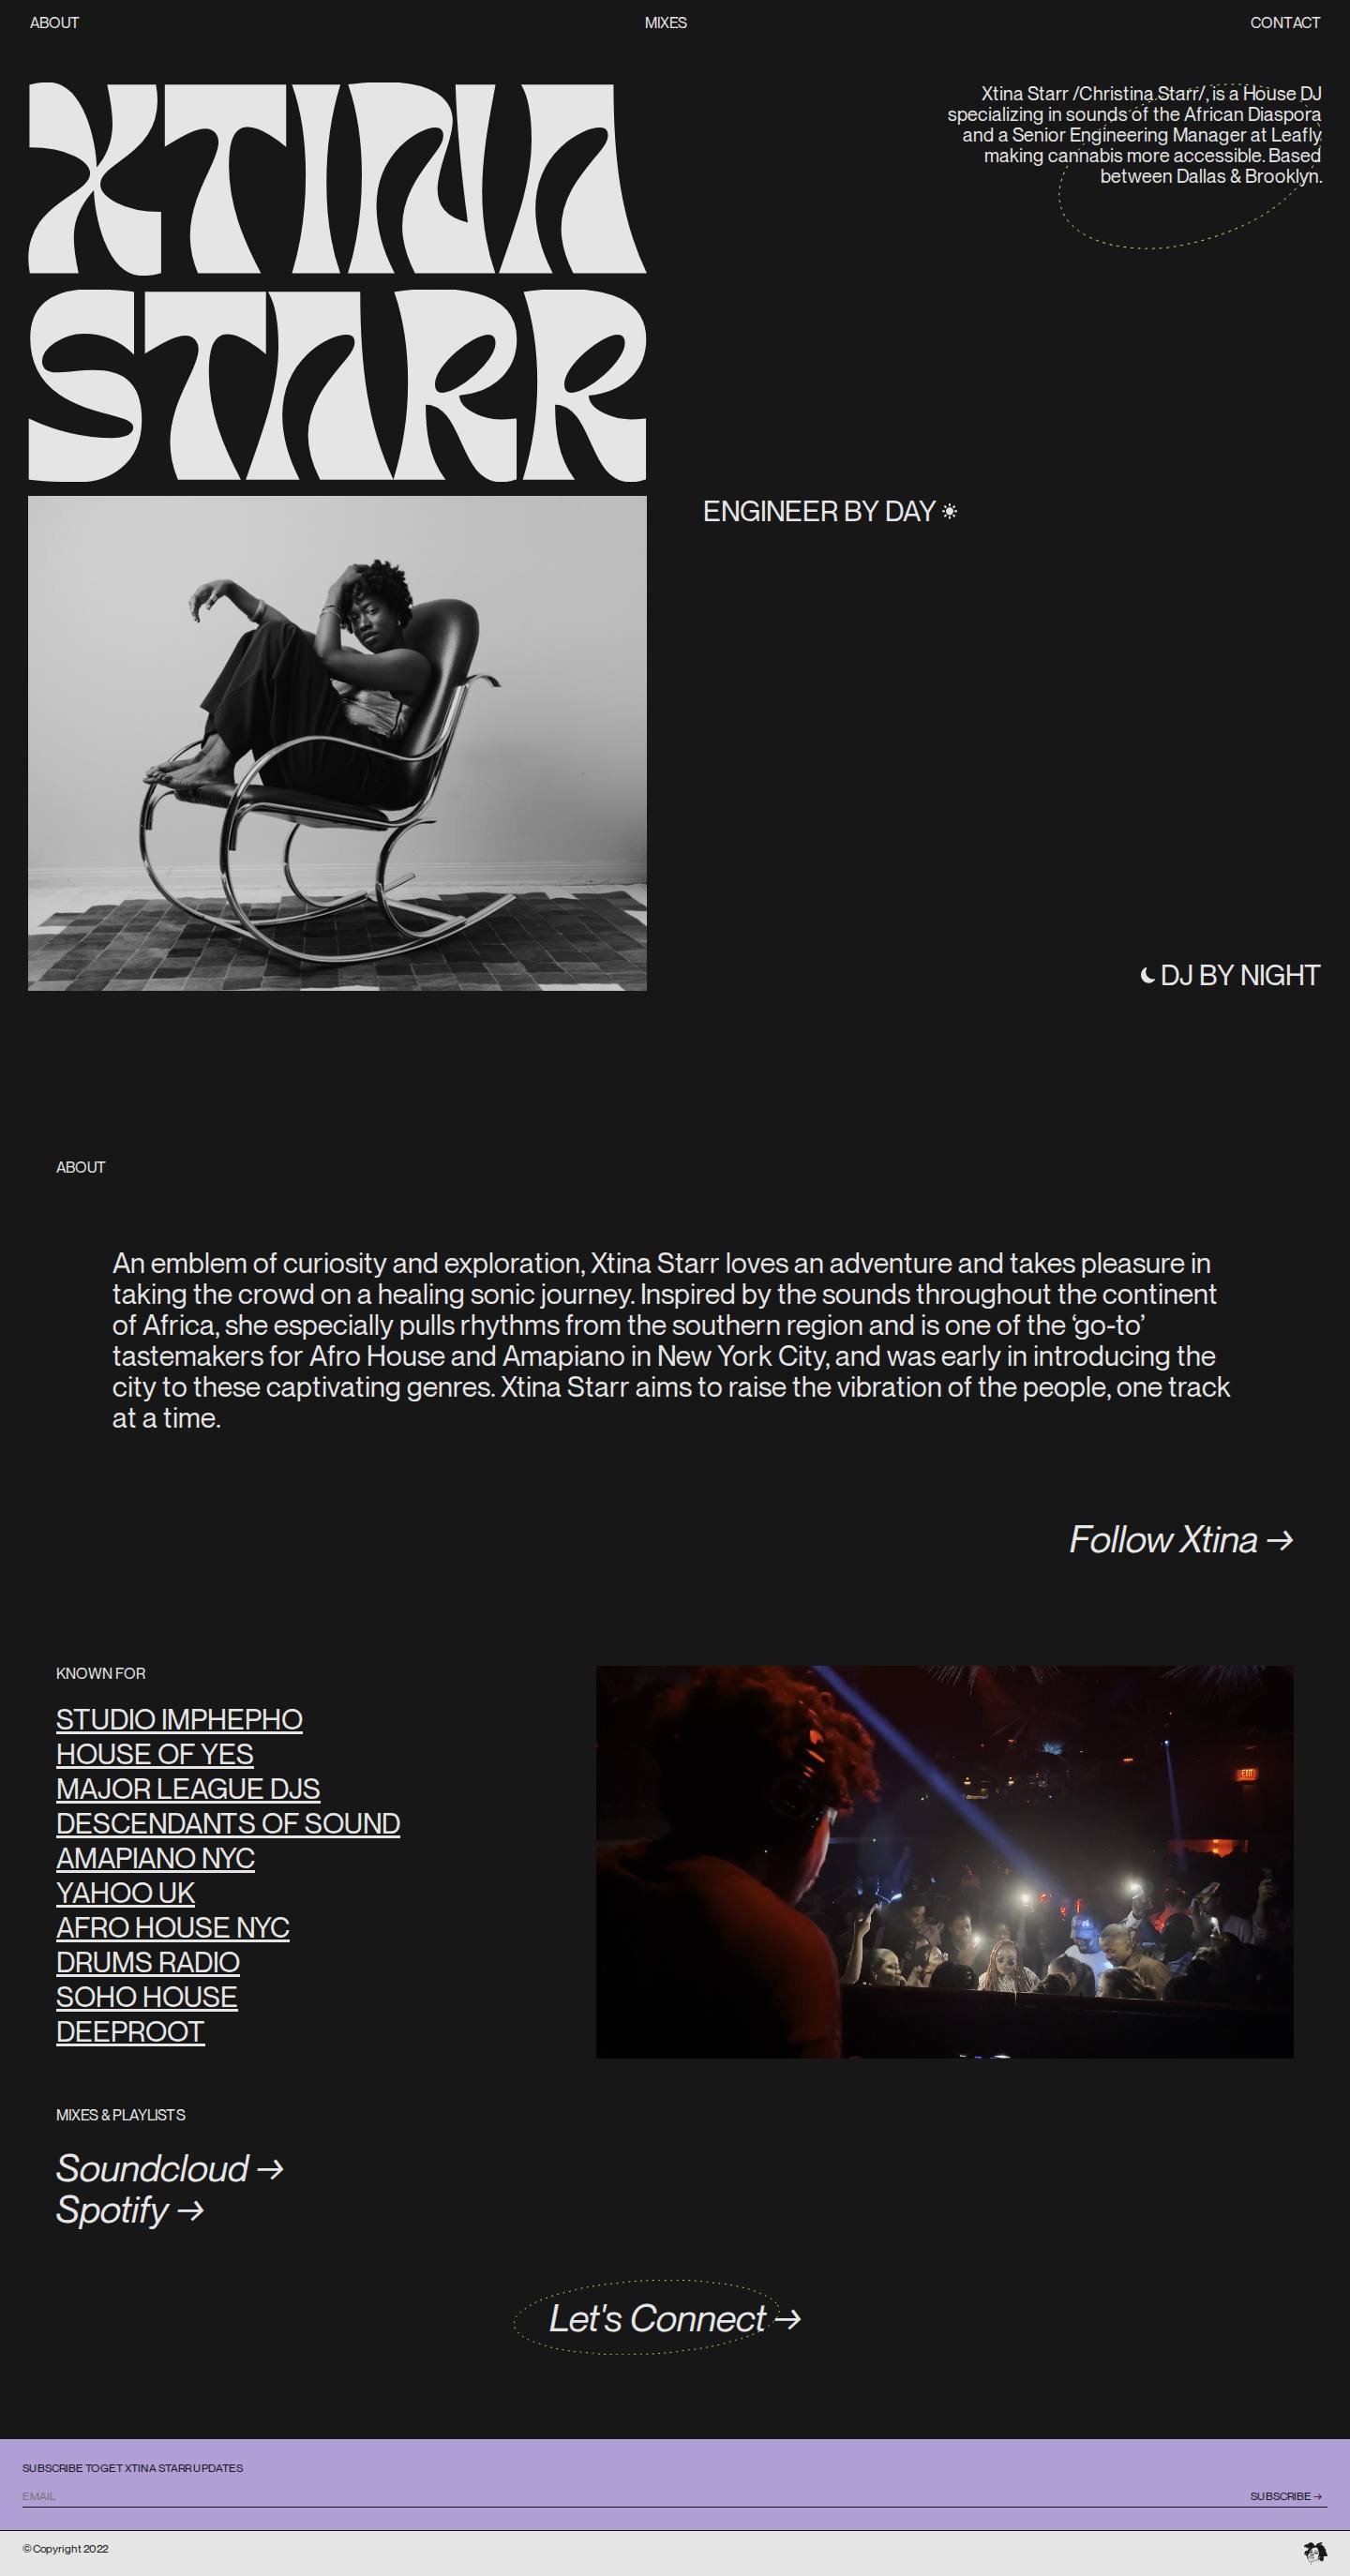 ABOUT
MIXES
CONTACT
XTINA
STARR
Xtina Starr /Christina Starr/, is a House DJ
specializing in sounds of the African Diaspora
and a Senior Engineering Manager at Leafly
making cannabis more accessible. Based
between Dallas & Brooklyn.
ENGINEER BY DAY
DJ BY NIGHT
ABOUT
An emblem of curiosity and exploration, Xtina Starr loves an adventure and takes pleasure in
taking the crowd on a healing sonic journey. Inspired by the sounds throughout the continent
of Africa, she especially pulls rhythms from the southern region and is one of the ‘go-to’
tastemakers for Afro House and Amapiano in New York City, and was early in introducing the
city to these captivating genres. Xtina Starr aims to raise the vibration of the people, one track
at a time.
Follow Xtina →
KNOWN FOR
STUDIO IMPHEPHO
HOUSE OF YES
MAJOR LEAGUE DJS
DESCENDANTS OF SOUND
AMAPIANO NYC
YAHOO UK
AFRO HOUSE NYC
DRUMS RADIO
SOHO HOUSE
DEEPROOT
EXIT
MIXES & PLAYLISTS
Soundcloud →
Spotify →
Let's Connect →
SUBSCRIBE TO GET XTINA STARR UPDATES
EMAIL
SUBSCRIBE →
© Copyright 2022